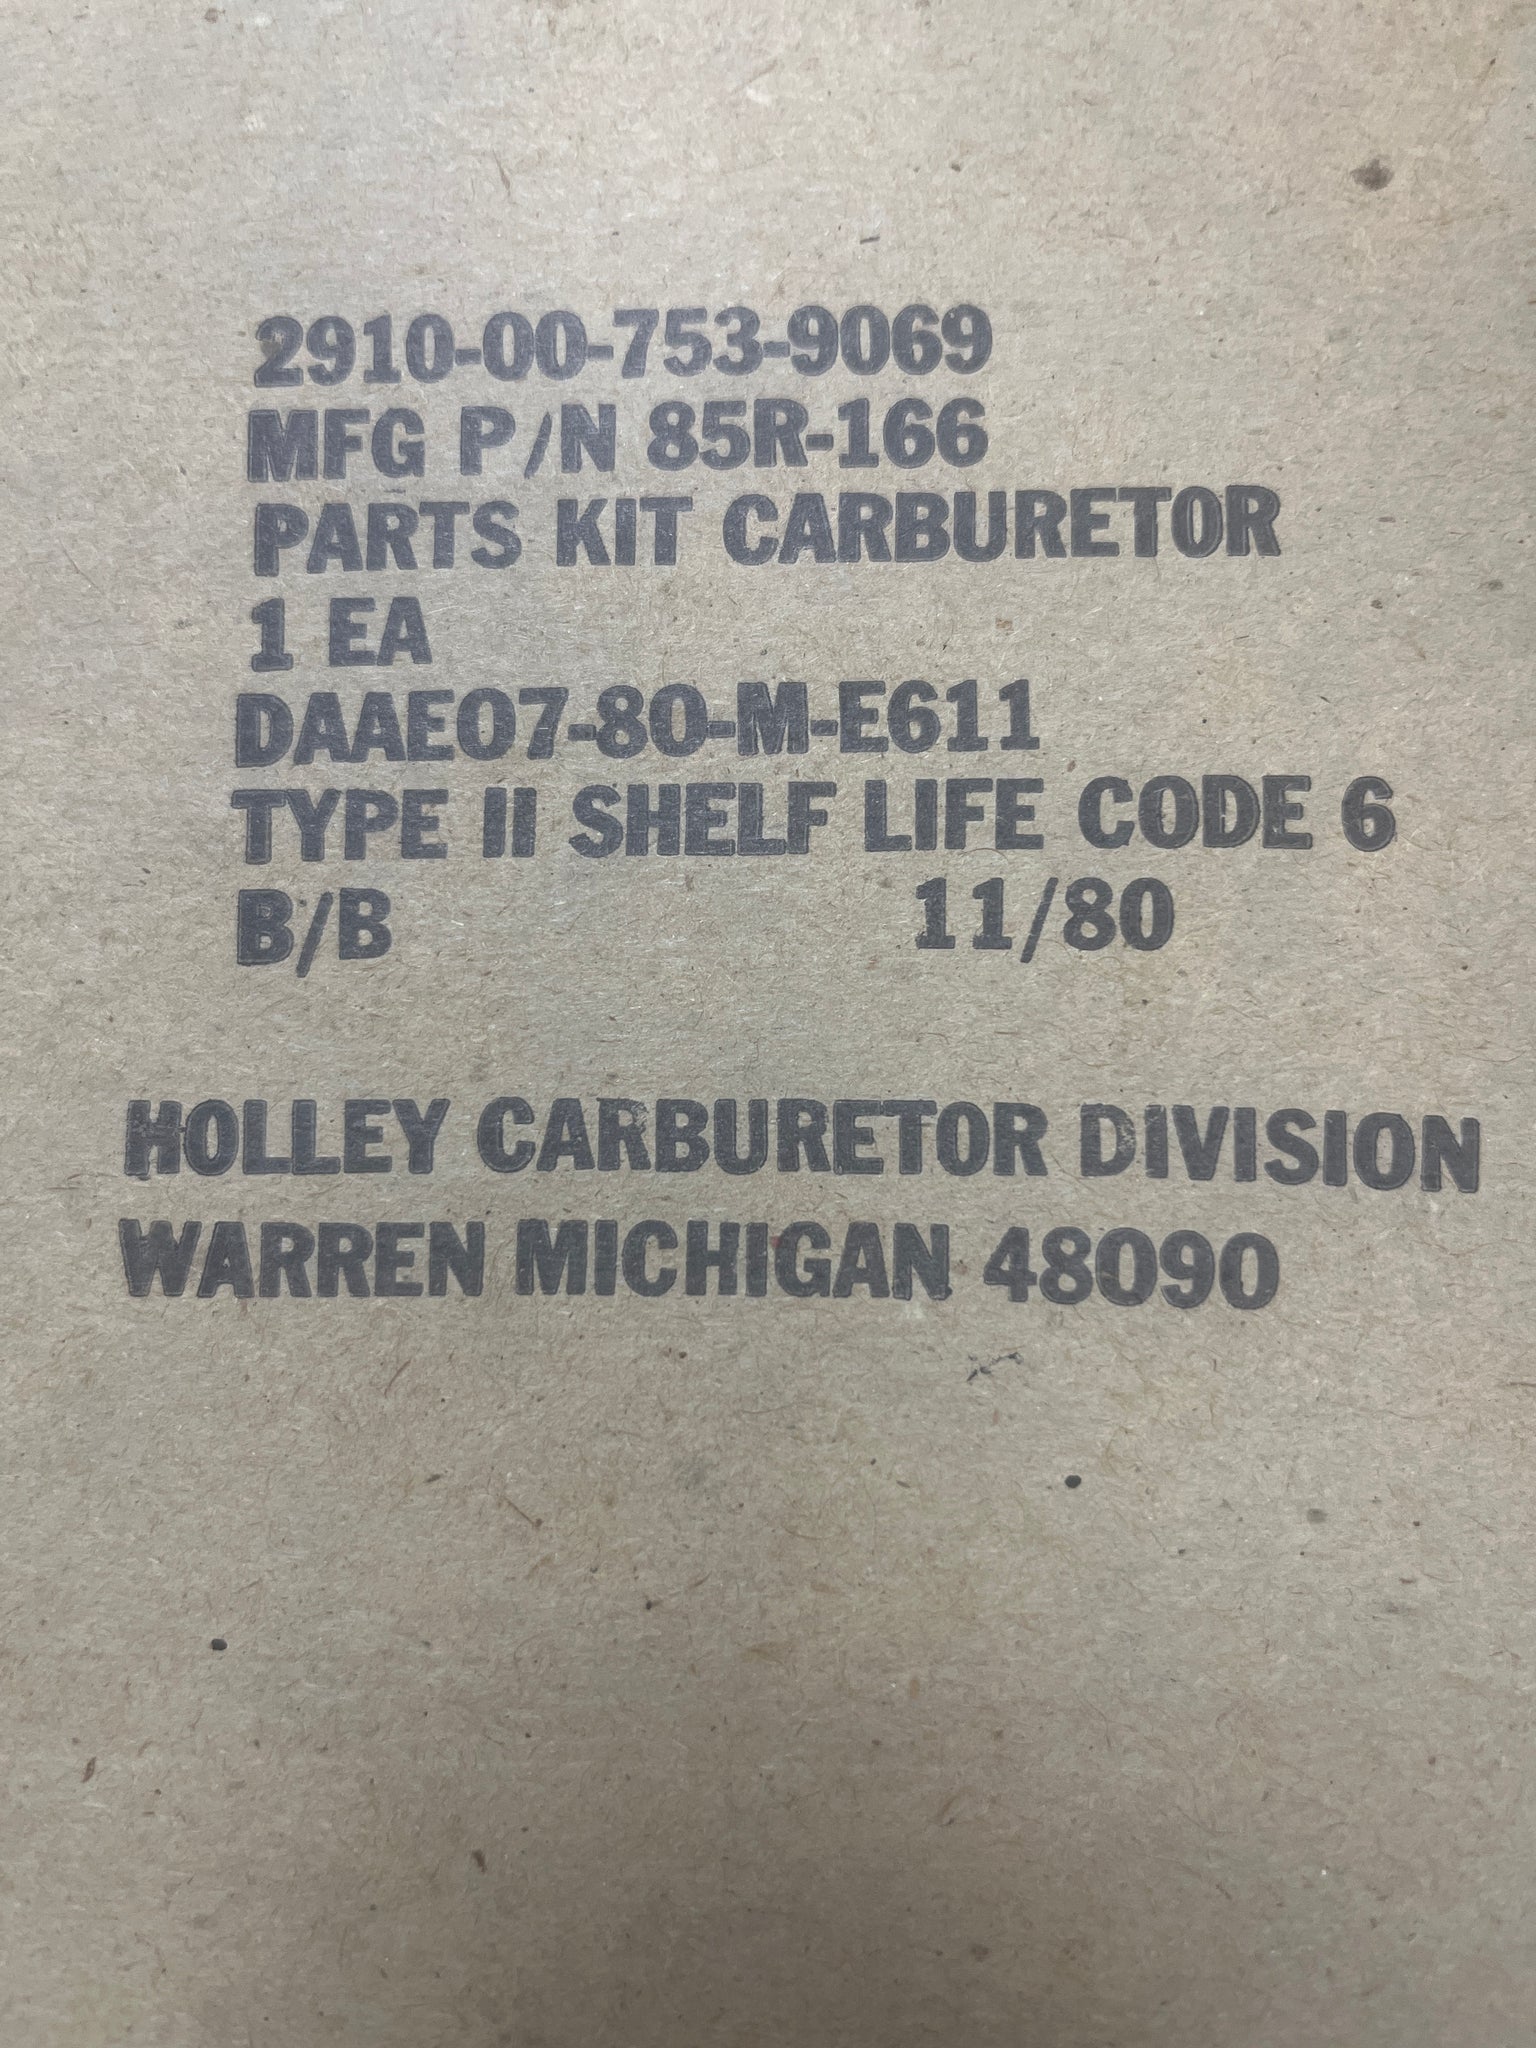 2910-00-753-9069
MFG P/N 85R-166
PARTS KIT CARBURETOR
1 EA
DAAE07-80-M-E611
TYPE II SHELF LIFE CODE 6
B/B 11/80
HOLLEY CARBURETOR DIVISION
WARREN MICHIGAN 48090